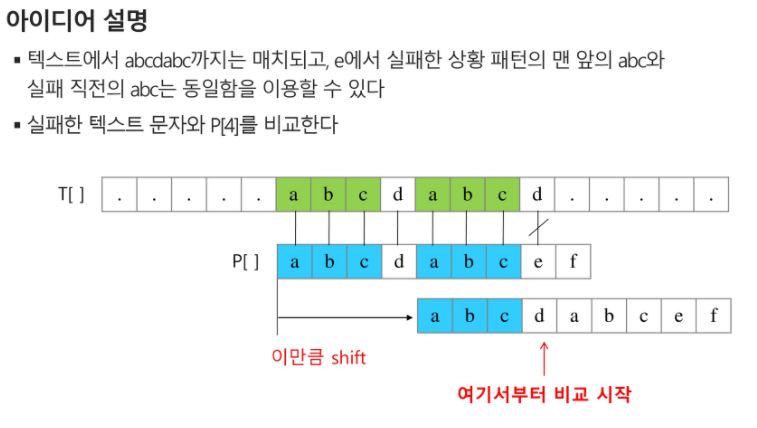 아이디어 설명
▪ 텍스트에서 abcdabc까지는 매치되고, e에서 실패한 상황 패턴의 맨 앞의 abc와
실패 직전의 abc는 동일함을 이용할 수 있다
▪ 실패한 텍스트 문자와 P[4]를 비교한다
T[ ] . . . . . a b c d a b c d . . . . .
P[ ] a b c d a b c e f
a b c d a b c e f
이만큼 shift
여기서부터 비교 시작